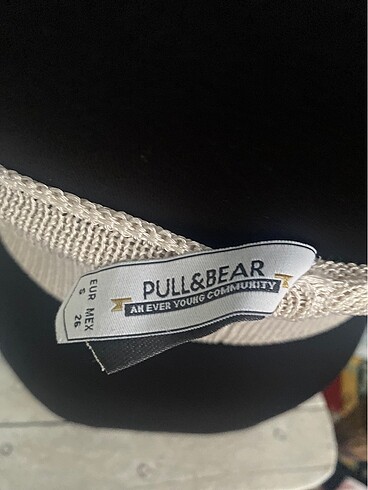 PULL&BEAR
AN EVER YOUNG COMMUNITY
EUR MEX
S 26